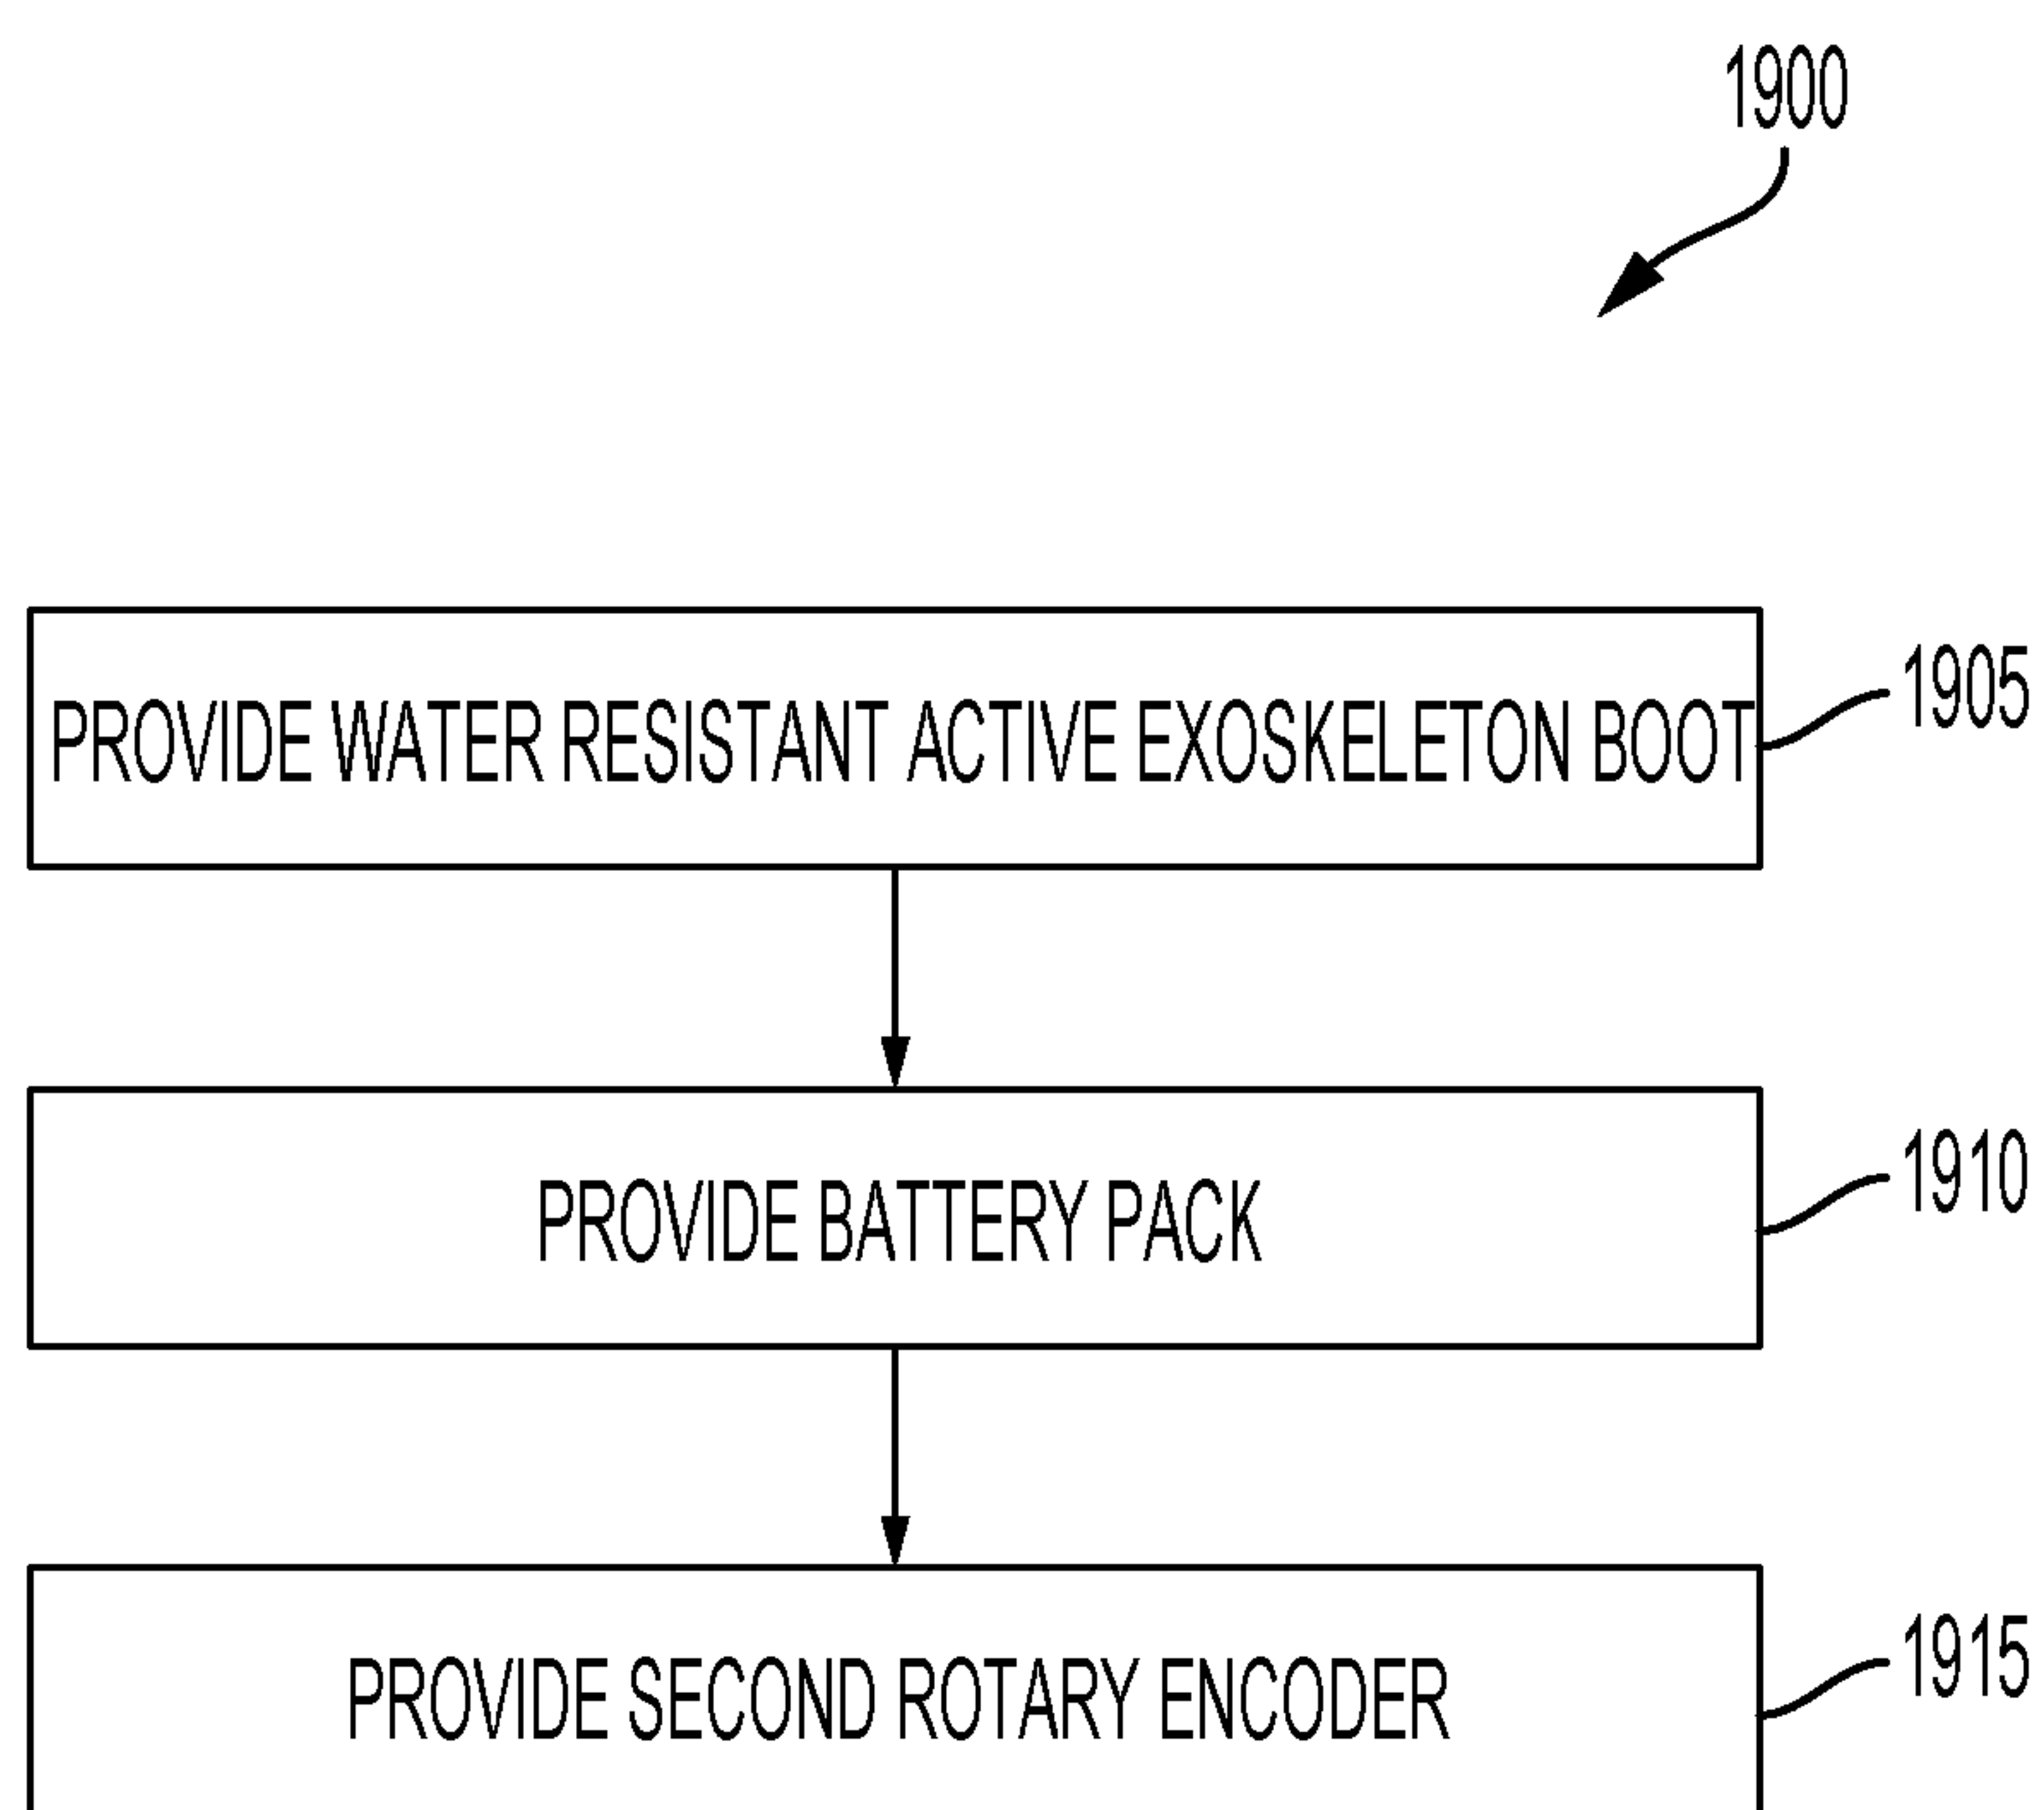 1900
PROVIDE WATER RESISTANT ACTIVE EXOSKELETON BOOT
1905
PROVIDE BATTERY PACK
1910
PROVIDE SECOND ROTARY ENCODER
1915